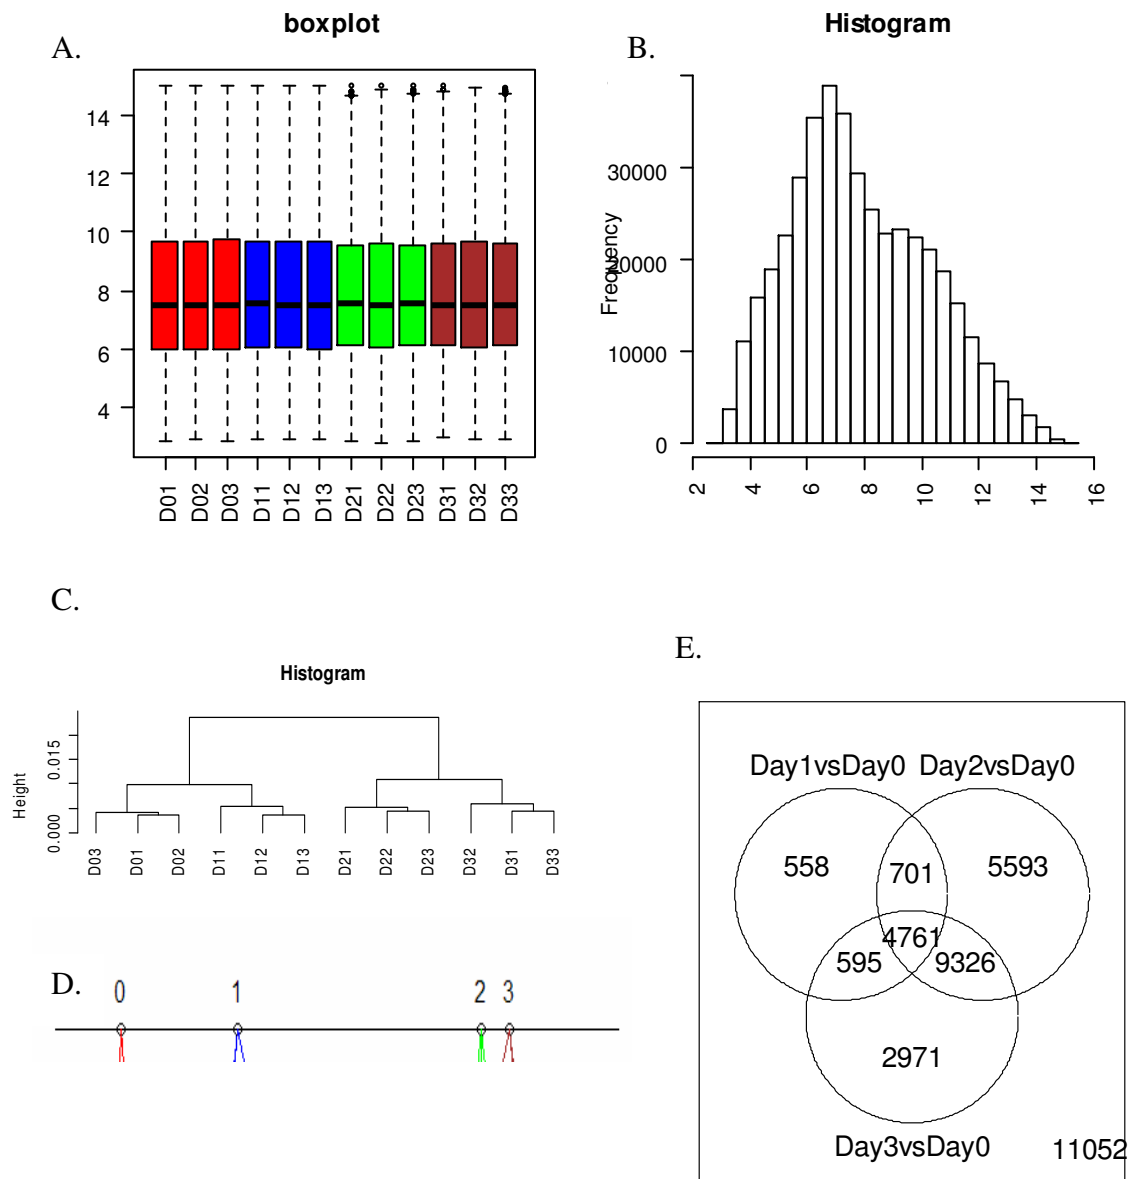 A.
boxplot
14
12
10
8
6
4
D01 D02 D03 D11 D12 D13 D21 D22 D23 D31 D32 D33
B.
Histogram
Frequency
30000
20000
10000
0
2 4 6 8 10 12 14 16
C.
Histogram
Height
0.015
0.000
D03 D01 D02 D11 D12 D13 D21 D22 D23 D32 D31 D33
D.
0 1 2 3
E.
Day1vsDay0 Day2vsDay0
558 701 5593
4761
595 9326
2971
Day3vsDay0 11052